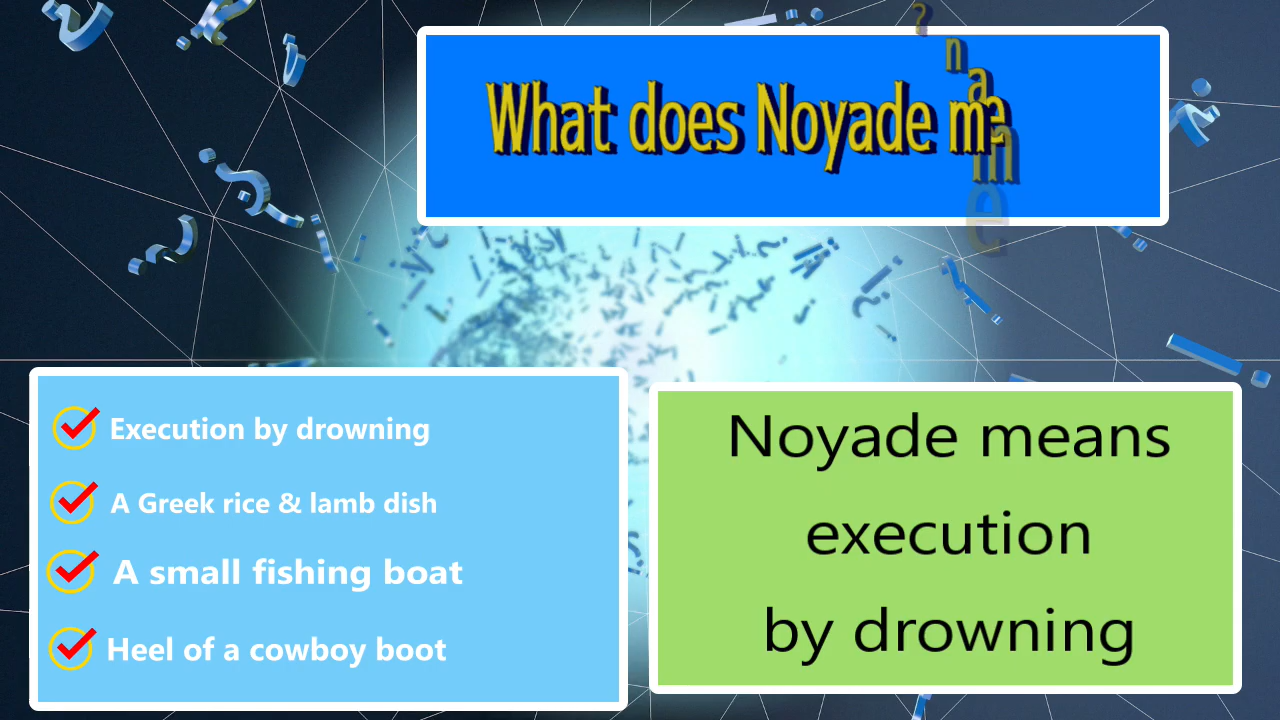 What does Noyade mean?
Execution by drowning
A Greek rice & lamb dish
A small fishing boat
Heel of a cowboy boot
Noyade means
execution
by drowning